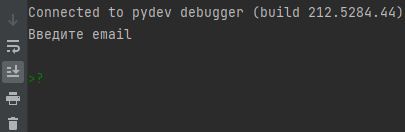 Connected to pydev debugger (build 212.5284.44)
Введите email
>?